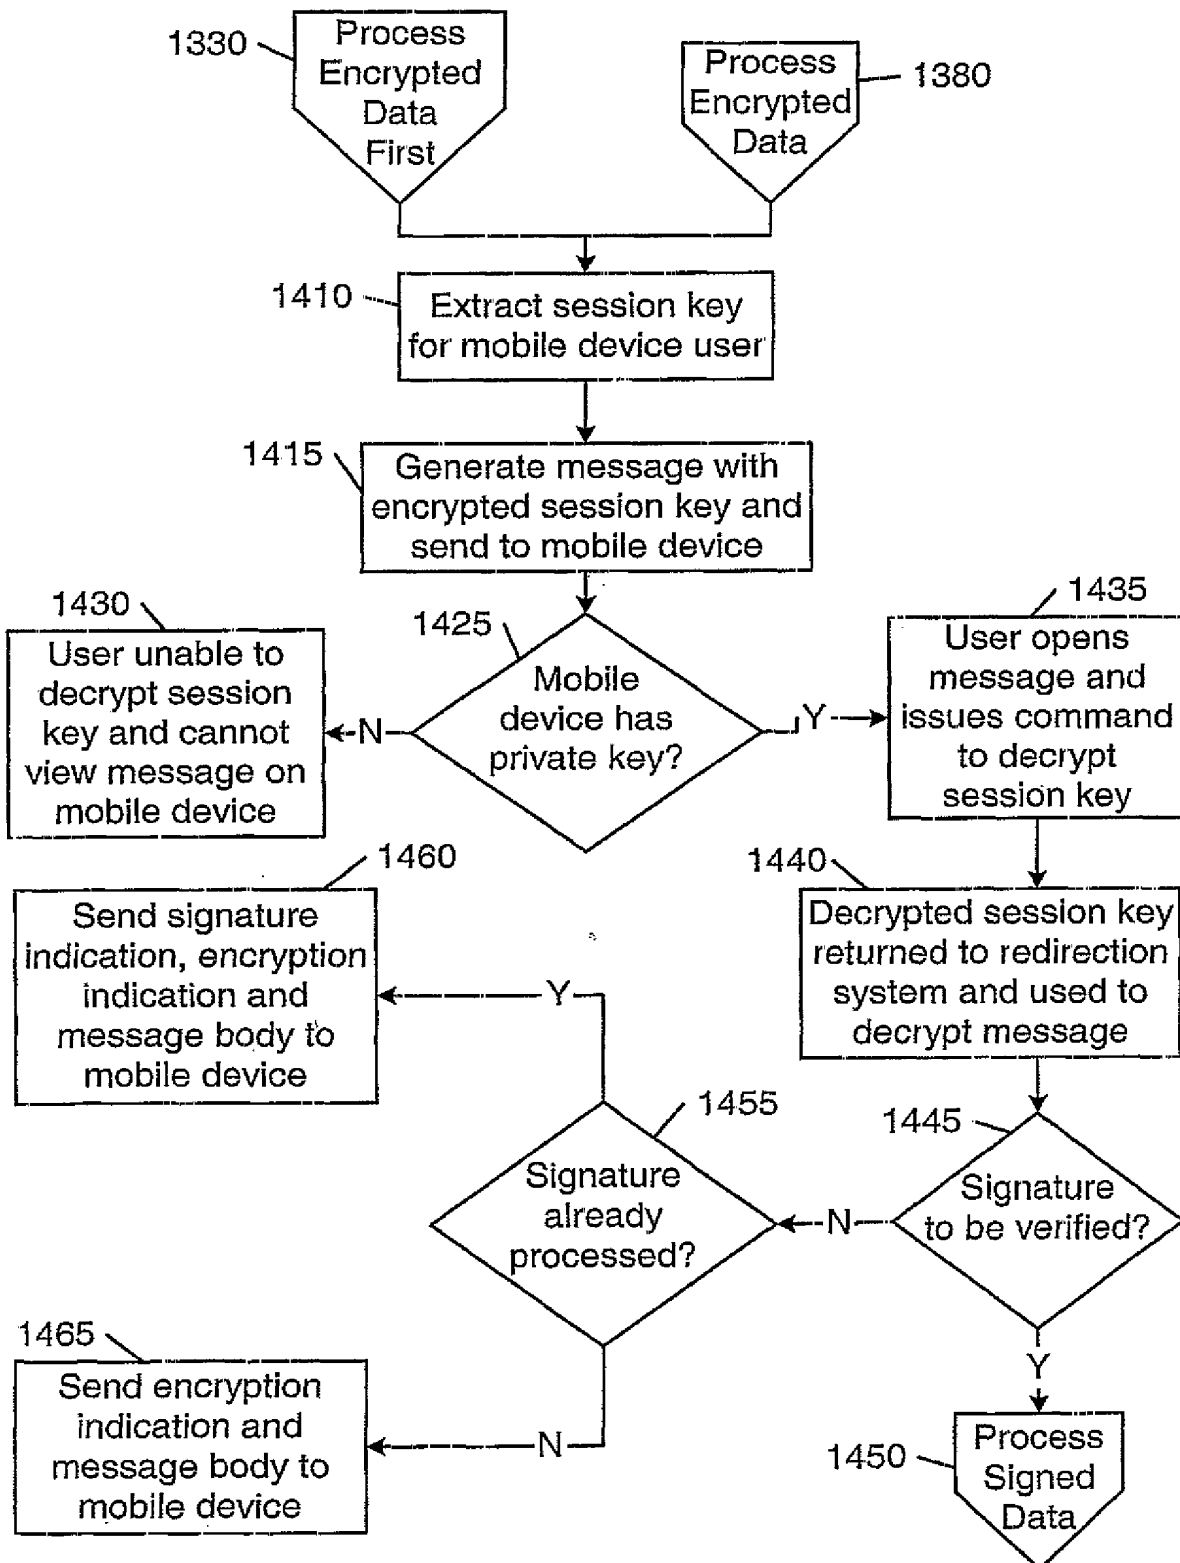 1330
Process
Encrypted
Data
First
Process
Encrypted
Data
1380
1410
Extract session key
for mobile device user
1415
Generate message with
encrypted session key and
send to mobile device
1425
Mobile
device has
private key?
N
Y
1430
User unable to
decrypt session
key and cannot
view message on
mobile device
1435
User opens
message and
issues command
to decrypt
session key
1440
Decrypted session key
returned to redirection
system and used to
decrypt message
1445
Signature
to be verified?
N
Y
1450
Process
Signed
Data
1455
Signature
already
processed?
Y
N
1460
Send signature
indication, encryption
indication and
message body to
mobile device
1465
Send encryption
indication and
message body to
mobile device